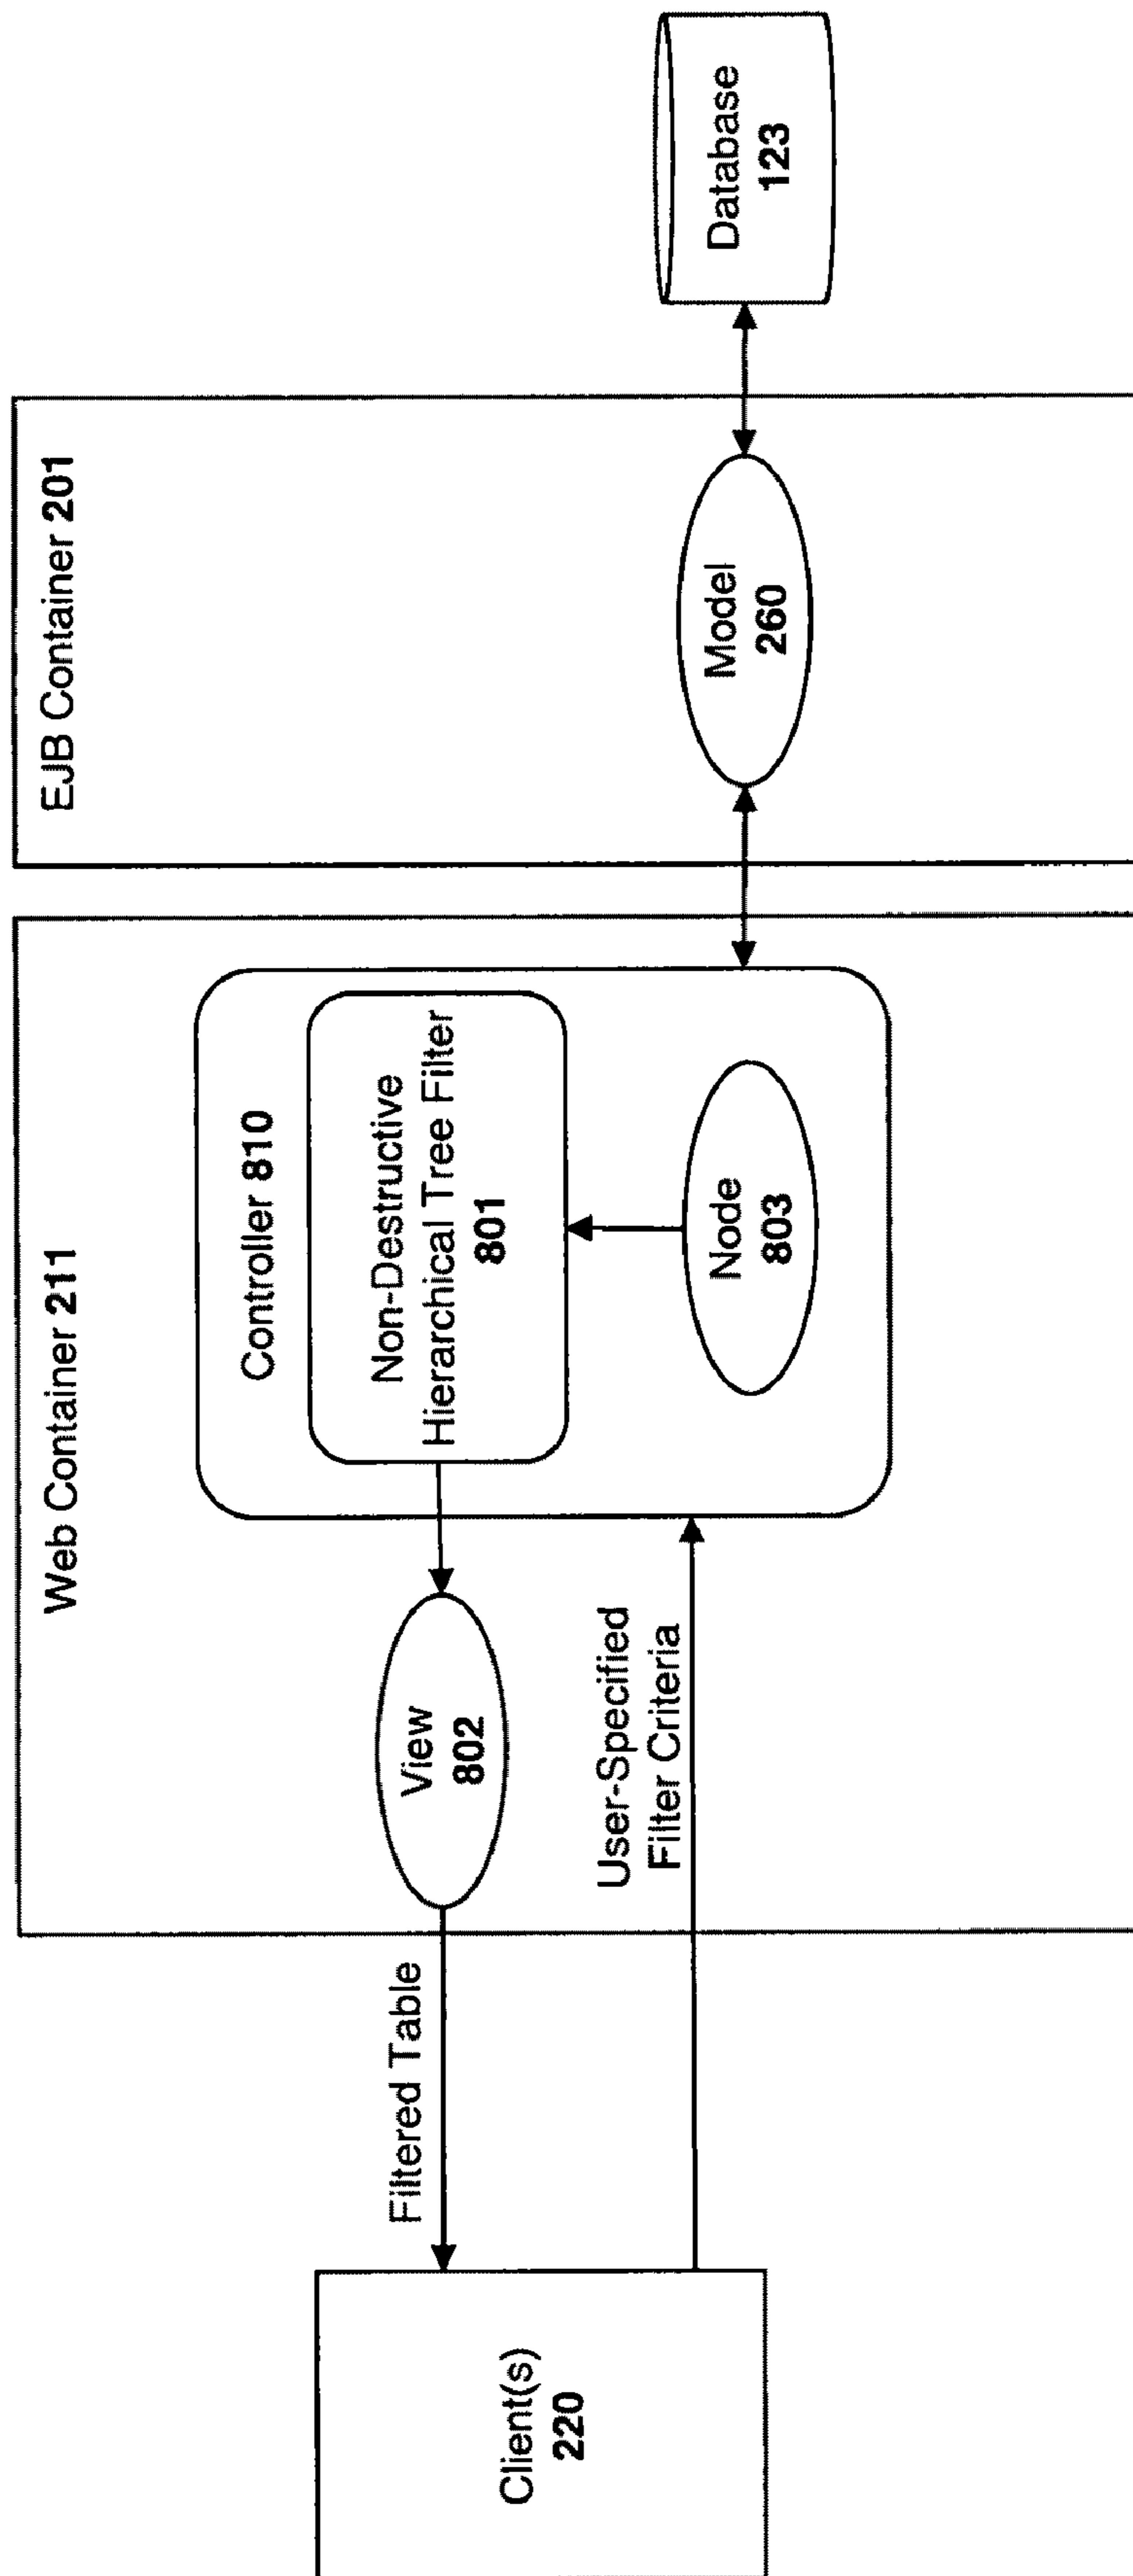 Web Container 211
EJB Container 201
Controller 810
Non-Destructive
Hierarchical Tree Filter
801
Node
803
View
802
Filtered Table
User-Specified
Filter Criteria
Client(s)
220
Model
260
Database
123